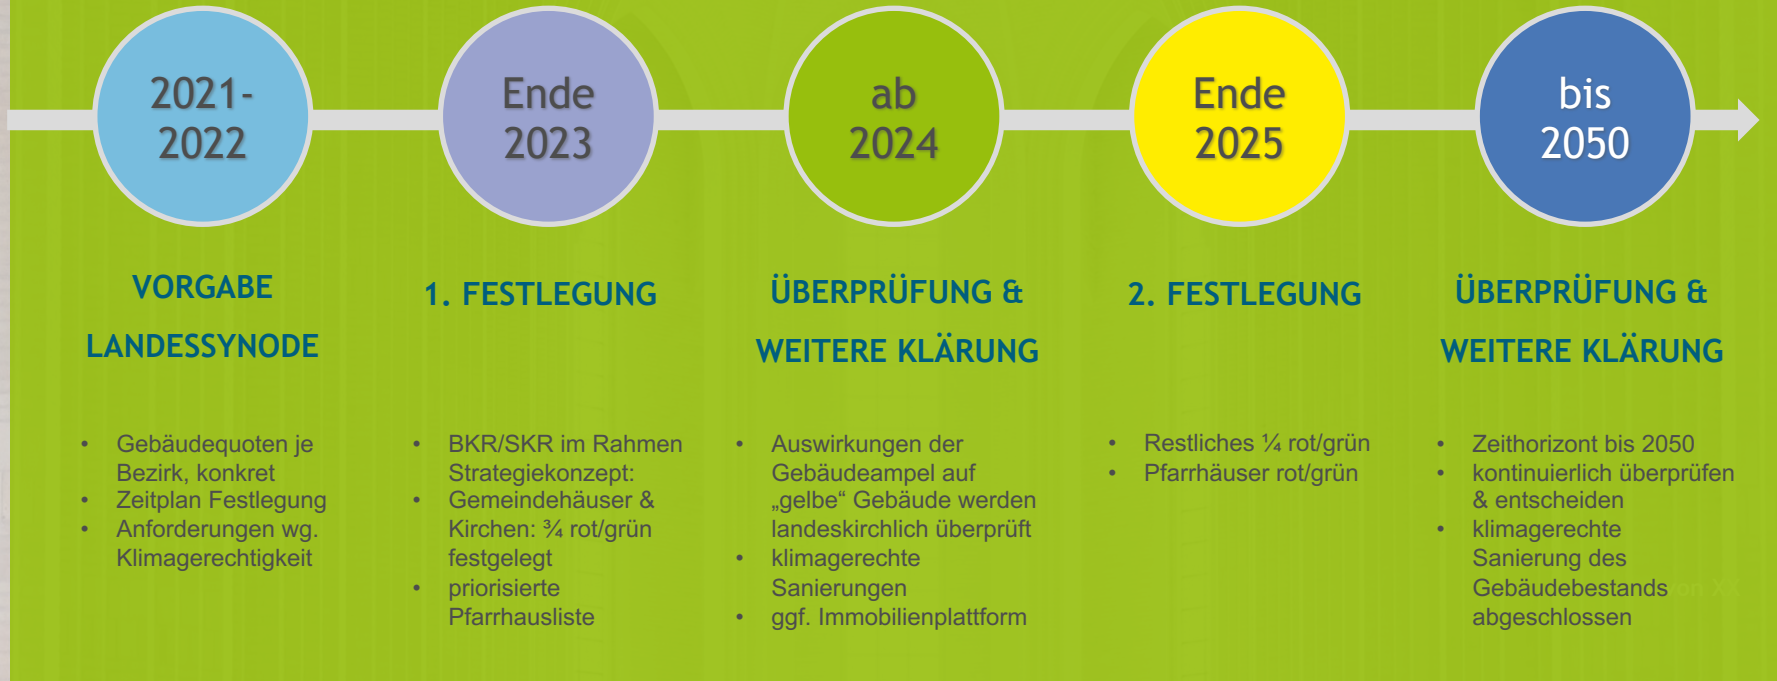 2021-
2022
Ende
2023
ab
2024
Ende
2025
bis
2050
VORGABE
LANDESSYNODE
1. FESTLEGUNG
ÜBERPRÜFUNG &
WEITERE KLÄRUNG
2. FESTLEGUNG
ÜBERPRÜFUNG &
WEITERE KLÄRUNG
• Gebäudequoten je
Bezirk, konkret
• Zeitplan Festlegung
• Anforderungen wg.
Klimagerechtigkeit
• BKR/SKR im Rahmen
Strategiekonzept:
• Gemeindehäuser &
Kirchen: ¾ rot/grün
festgelegt
• priorisierte
Pfarrhausliste
• Auswirkungen der
Gebäudeampel auf
„gelbe“ Gebäude werden
landeskirchlich überprüft
• klimagerechte
Sanierungen
• ggf. Immobilienplattform
• Restliches ¼ rot/grün
• Pfarrhäuser rot/grün
• Zeithorizont bis 2050
• kontinuierlich überprüfen
& entscheiden
• klimagerechte
Sanierung des
Gebäudebestands
abgeschlossen